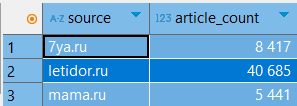 A-Z source 123 article_count
1 7ya.ru 8 417
2 letidor.ru 40 685
3 mama.ru 5 441